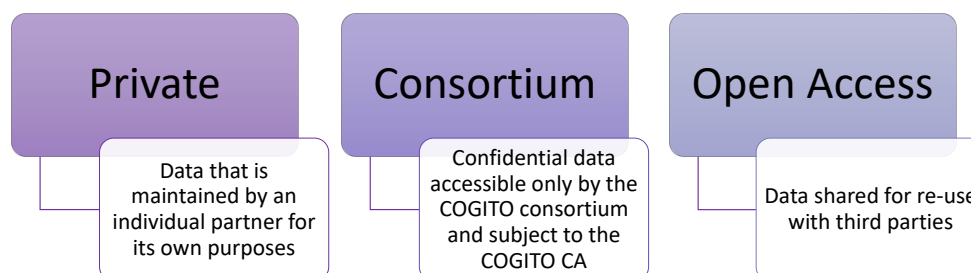 Private
Data that is
maintained by an
individual partner for
its own purposes
Consortium
Confidential data
accessible only by the
COGITO consortium
and subject to the
COGITO CA
Open Access
Data shared for re-use
with third parties